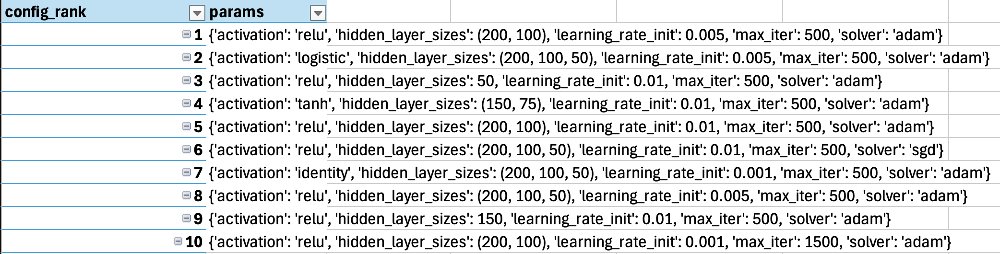 config_rank params
1 {'activation': 'relu', 'hidden_layer_sizes': (200, 100), 'learning_rate_init': 0.005, 'max_iter': 500, 'solver': 'adam'}
2 {'activation': 'logistic', 'hidden_layer_sizes': (200, 100, 50), 'learning_rate_init': 0.005, 'max_iter': 500, 'solver': 'adam'}
3 {'activation': 'relu', 'hidden_layer_sizes': 50, 'learning_rate_init': 0.01, 'max_iter': 500, 'solver': 'adam'}
4 {'activation': 'tanh', 'hidden_layer_sizes': (150, 75), 'learning_rate_init': 0.01, 'max_iter': 500, 'solver': 'adam'}
5 {'activation': 'relu', 'hidden_layer_sizes': (200, 100), 'learning_rate_init': 0.01, 'max_iter': 500, 'solver': 'adam'}
6 {'activation': 'relu', 'hidden_layer_sizes': (200, 100, 50), 'learning_rate_init': 0.01, 'max_iter': 500, 'solver': 'sgd'}
7 {'activation': 'identity', 'hidden_layer_sizes': (200, 100, 50), 'learning_rate_init': 0.001, 'max_iter': 500, 'solver': 'adam'}
8 {'activation': 'relu', 'hidden_layer_sizes': (200, 100, 50), 'learning_rate_init': 0.005, 'max_iter': 500, 'solver': 'adam'}
9 {'activation': 'relu', 'hidden_layer_sizes': 150, 'learning_rate_init': 0.01, 'max_iter': 500, 'solver': 'adam'}
10 {'activation': 'relu', 'hidden_layer_sizes': (200, 100), 'learning_rate_init': 0.001, 'max_iter': 1500, 'solver': 'adam'}